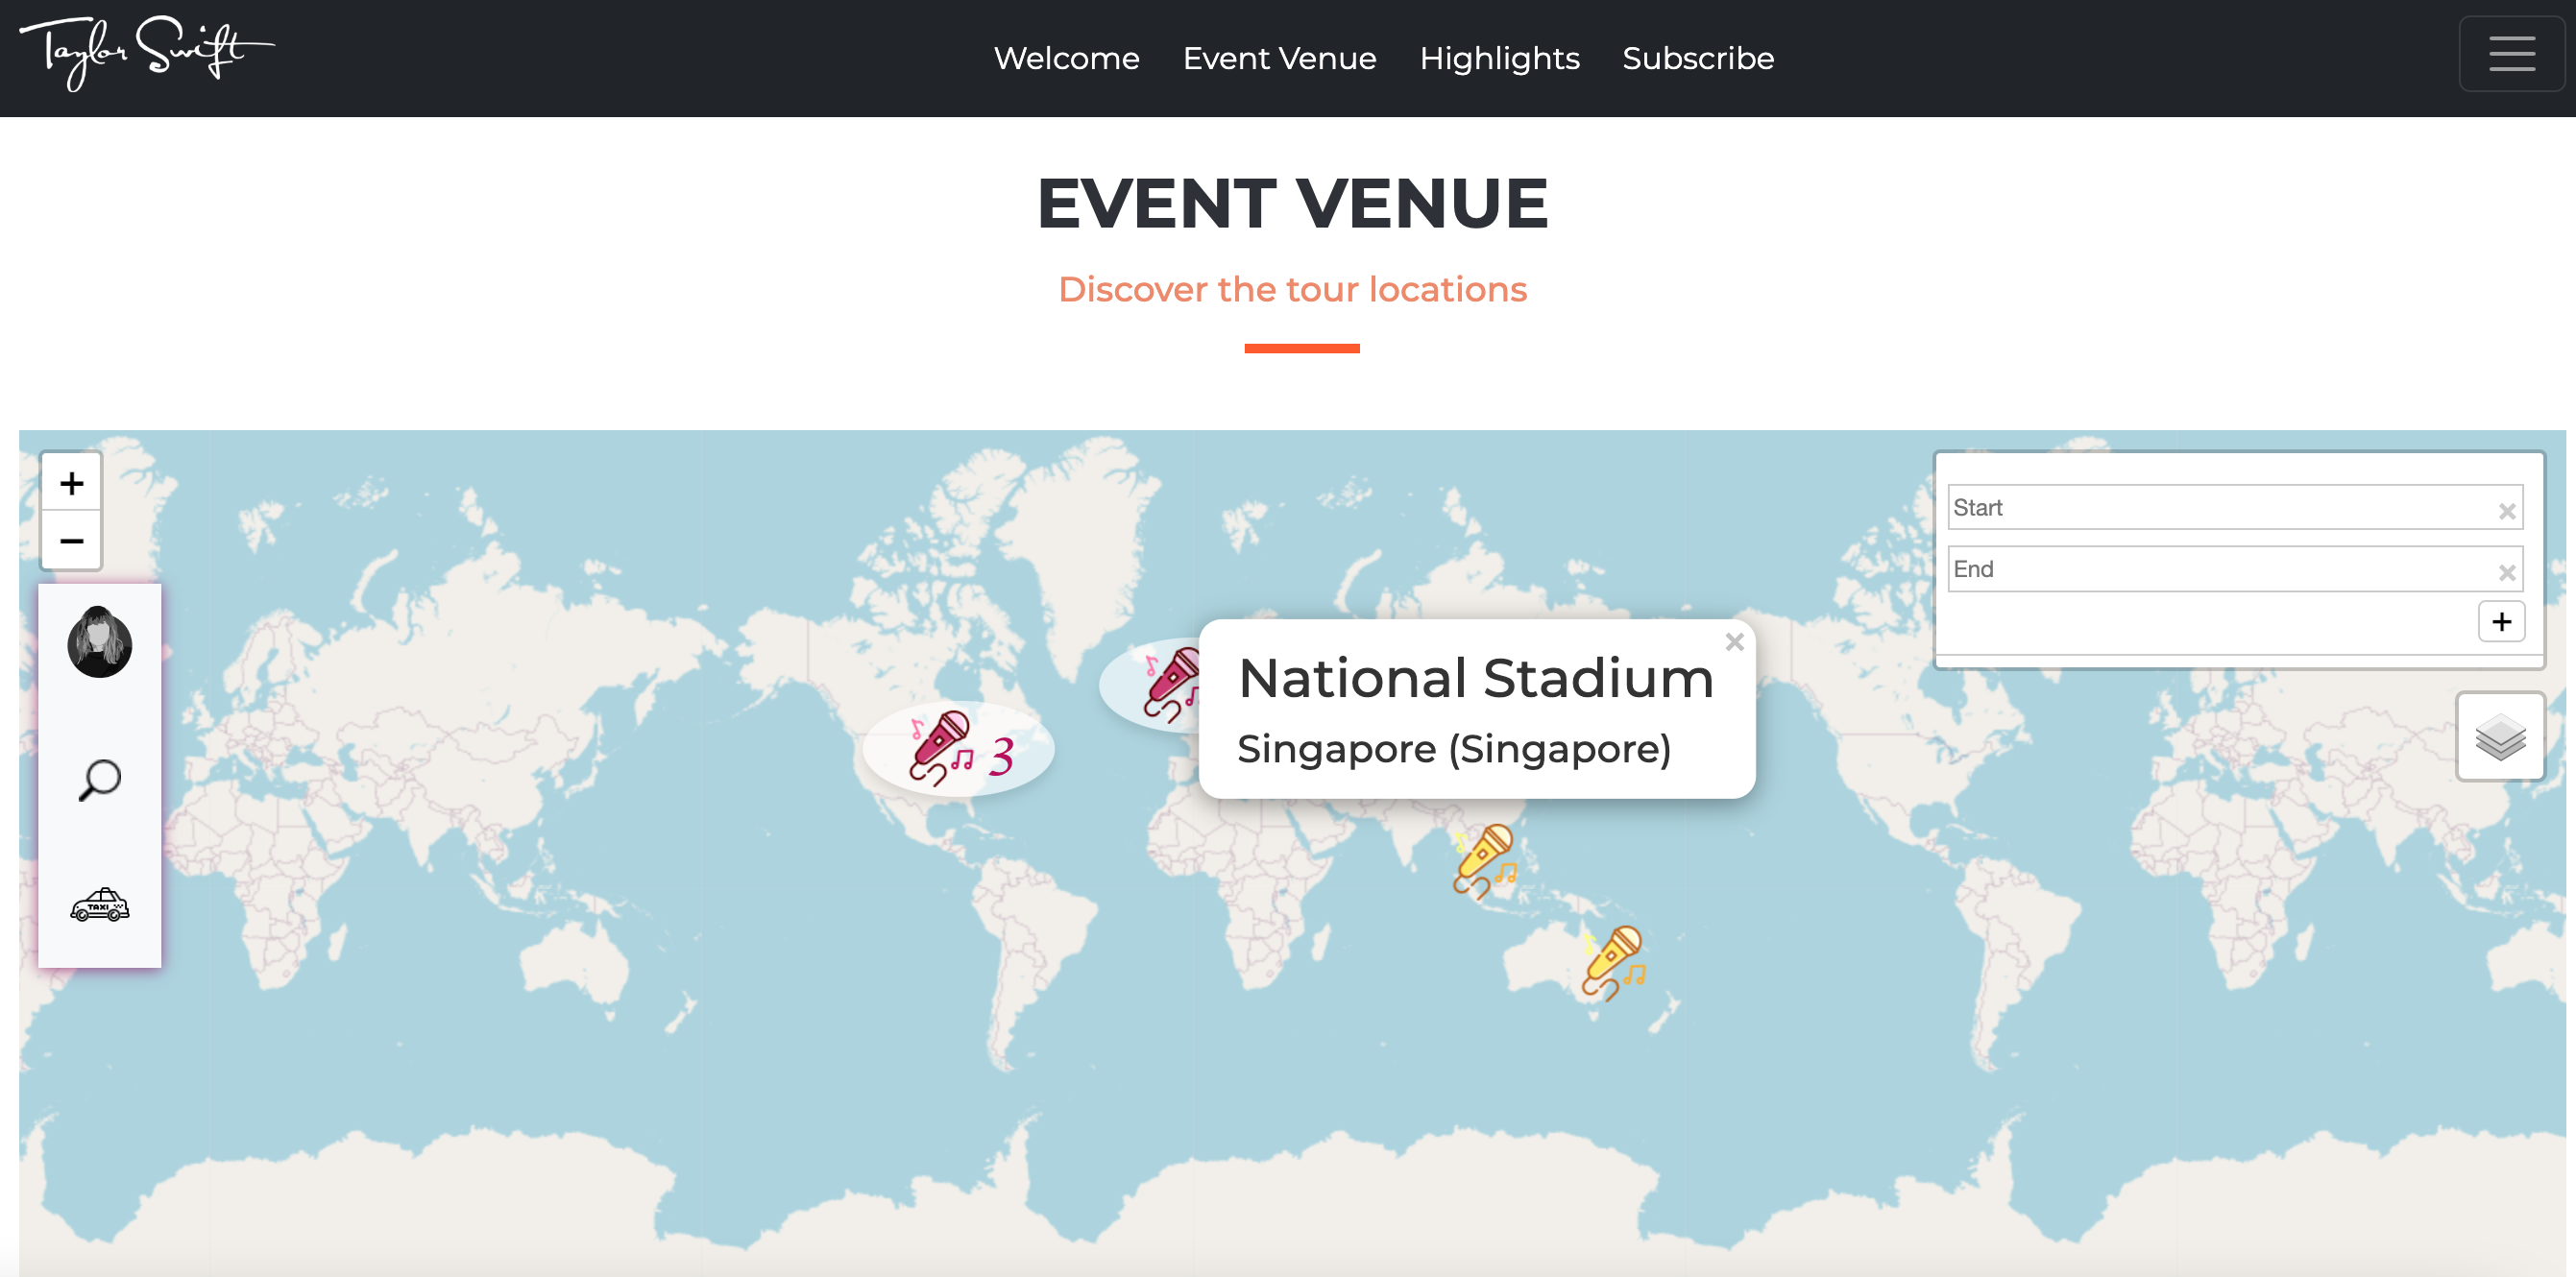 Taylor Swift
Welcome Event Venue Highlights Subscribe
EVENT VENUE
Discover the tour locations
+
−
Start
End
+
National Stadium
Singapore (Singapore)
3
TAXI